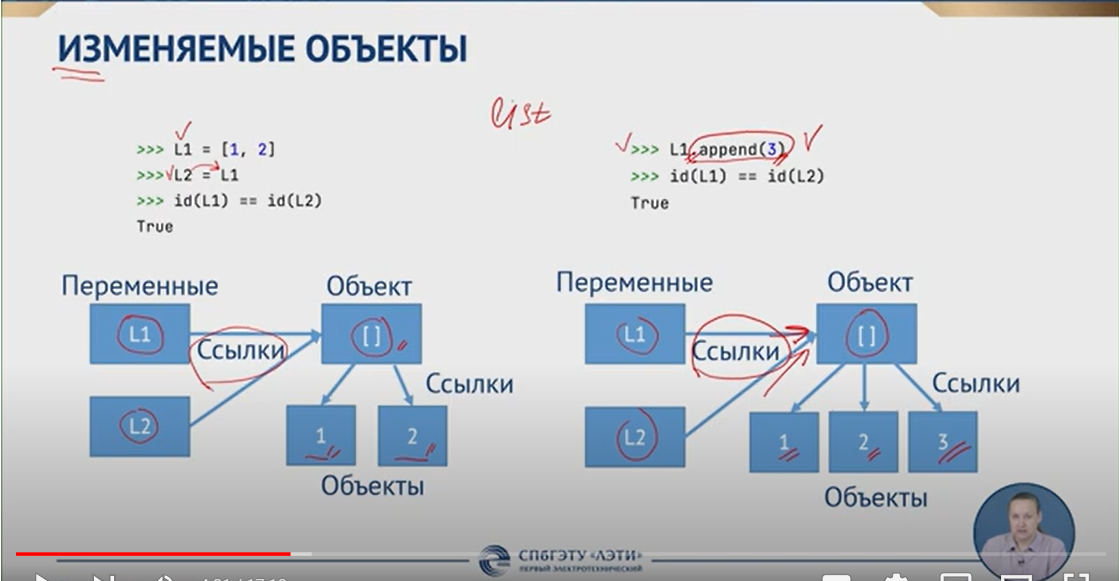 ИЗМЕНЯЕМЫЕ ОБЪЕКТЫ
list
>>> L1 = [1, 2]
>>> L2 = L1
>>> id(L1) == id(L2)
True
>>> L1.append(3)
>>> id(L1) == id(L2)
True
Переменные
Объект
L1
[]
Ссылки
Ссылки
L2
1
2
Объекты
Переменные
Объект
L1
[]
Ссылки
Ссылки
L2
1
2
3
Объекты
СПбГЭТУ «ЛЭТИ»
ПЕРВЫЙ ЭЛЕКТРОТЕХНИЧЕСКИЙ